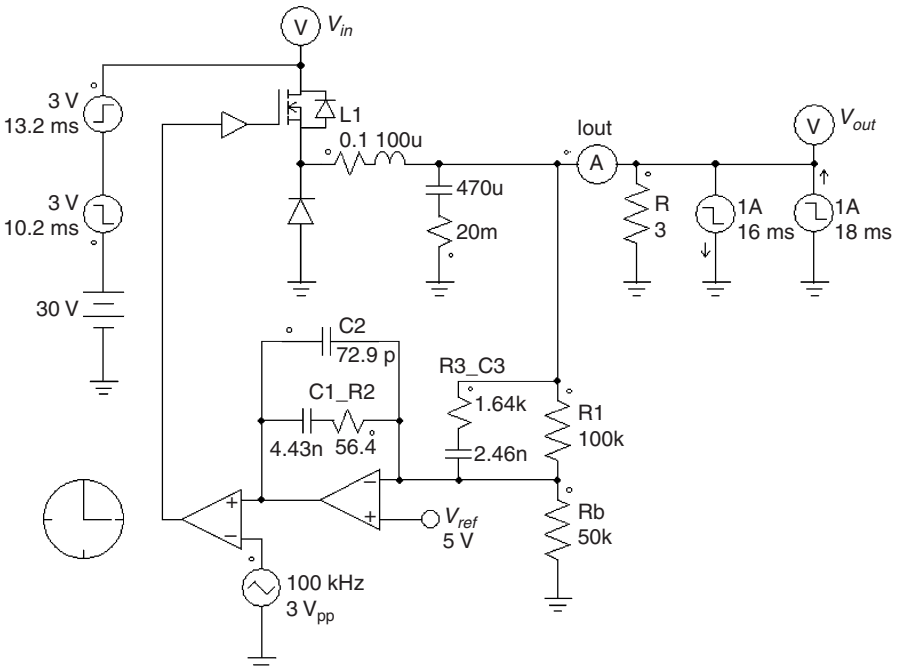 V
V_in
3 V
13.2 ms
3 V
10.2 ms
30 V
L1
0.1 100u
470u
20m
Iout
A
R
3
1A
16 ms
V
V_out
1A
18 ms
C2
72.9 p
C1_R2
4.43n 56.4
R3_C3
1.64k
2.46n
R1
100k
Rb
50k
V_ref
5 V
+
−
−
+
100 kHz
3 V_pp